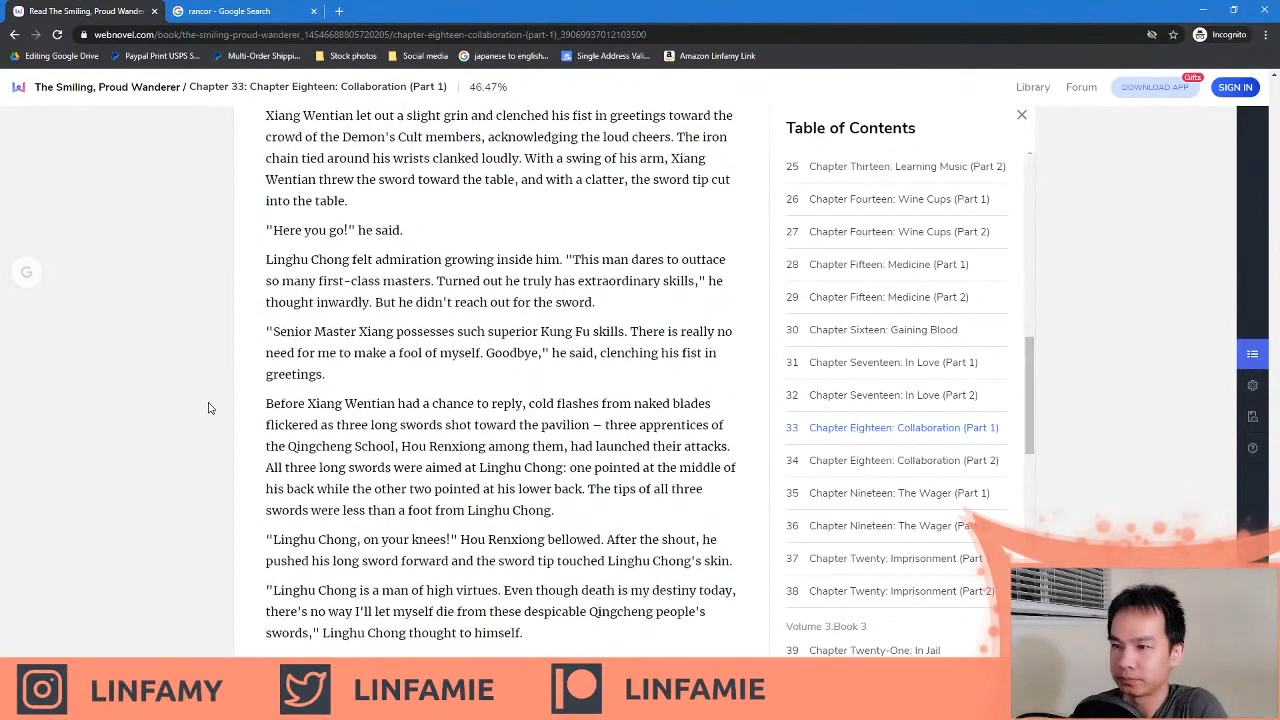 Read The Smiling, Proud Wande
rancor - Google Search
webnovel.com/book/the-smiling-proud-wanderer_14546688805720205/chapter-eighteen-collaboration-(part-1)_39069937012103500
Incognito
Editing Google Drive
Paypal Print USPS S...
Multi-Order Shippi...
Stock photos
Social media
japanese to english...
Single Address Vali...
Amazon Linfamy Link
The Smiling, Proud Wanderer / Chapter 33: Chapter Eighteen: Collaboration (Part 1) 46.47%
Library
Forum
DOWNLOAD APP
Gifts
SIGN IN
Xiang Wentian let out a slight grin and clenched his fist in greetings toward the
crowd of the Demon's Cult members, acknowledging the loud cheers. The iron
chain tied around his wrists clanked loudly. With a swing of his arm, Xiang
Wentian threw the sword toward the table, and with a clatter, the sword tip cut
into the table.
"Here you go!" he said.
Linghu Chong felt admiration growing inside him. "This man dares to outface
so many first-class masters. Turned out he truly has extraordinary skills," he
thought inwardly. But he didn't reach out for the sword.
"Senior Master Xiang possesses such superior Kung Fu skills. There is really no
need for me to make a fool of myself. Goodbye," he said, clenching his fist in
greetings.
Before Xiang Wentian had a chance to reply, cold flashes from naked blades
flickered as three long swords shot toward the pavilion – three apprentices of
the Qingcheng School, Hou Renxiong among them, had launched their attacks.
All three long swords were aimed at Linghu Chong: one pointed at the middle of
his back while the other two pointed at his lower back. The tips of all three
swords were less than a foot from Linghu Chong.
"Linghu Chong, on your knees!" Hou Renxiong bellowed. After the shout, he
pushed his long sword forward and the sword tip touched Linghu Chong's skin.
"Linghu Chong is a man of high virtues. Even though death is my destiny today,
there's no way I'll let myself die from these despicable Qingcheng people's
swords," Linghu Chong thought to himself.
Table of Contents
25 Chapter Thirteen: Learning Music (Part 2)
26 Chapter Fourteen: Wine Cups (Part 1)
27 Chapter Fourteen: Wine Cups (Part 2)
28 Chapter Fifteen: Medicine (Part 1)
29 Chapter Fifteen: Medicine (Part 2)
30 Chapter Sixteen: Gaining Blood
31 Chapter Seventeen: In Love (Part 1)
32 Chapter Seventeen: In Love (Part 2)
33 Chapter Eighteen: Collaboration (Part 1)
34 Chapter Eighteen: Collaboration (Part 2)
35 Chapter Nineteen: The Wager (Part 1)
36 Chapter Nineteen: The Wager (Part
37 Chapter Twenty: Imprisonment (Part
38 Chapter Twenty: Imprisonment (Part 2)
Volume 3.Book 3
39 Chapter Twenty-One: In Jail
LINFAMY
LINFAMIE
LINFAMIE